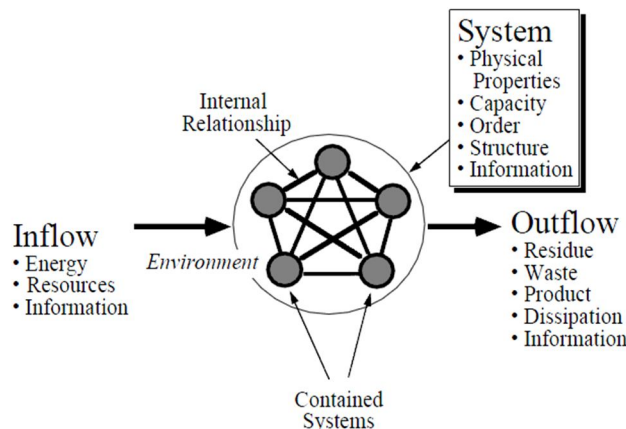 System
• Physical
Properties
• Capacity
• Order
• Structure
• Information
Internal
Relationship
Inflow
• Energy
• Resources
• Information
Environment
Outflow
• Residue
• Waste
• Product
• Dissipation
• Information
Contained
Systems